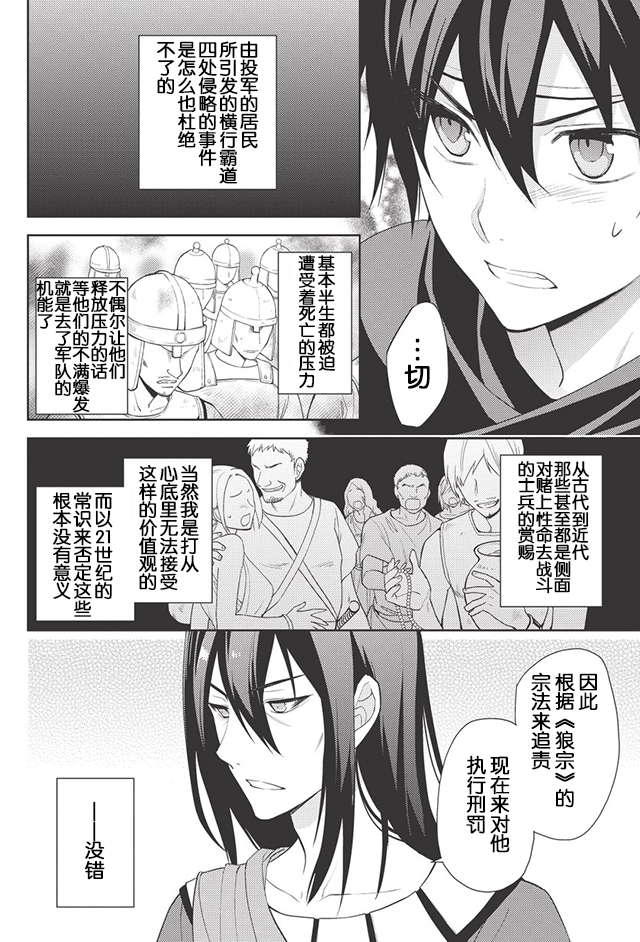 由投军的居民
所引发的横行霸道
四处侵略的事件
是怎么也杜绝
不了的
…切
基本半生都被迫
遭受着死亡的压力
不偶尔让他们
释放压力的话
等他们的不满爆发
就是去了军队的
机能了
从古代到近代
那些甚至都是侧面
对赌上性命去战斗
的士兵的赏赐
当然我是打从
心底里无法接受
这样的价值观的
而以21世纪的
常识来否定这些
根本没有意义
因此
根据《狼宗》的
宗法来追责
现在来对他
执行刑罚
——没错